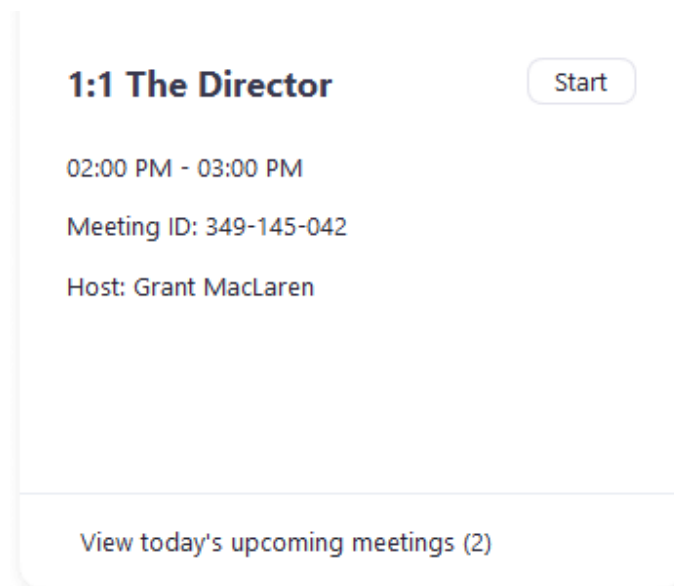 1:1 The Director
Start
02:00 PM - 03:00 PM
Meeting ID: 349-145-042
Host: Grant MacLaren
View today's upcoming meetings (2)